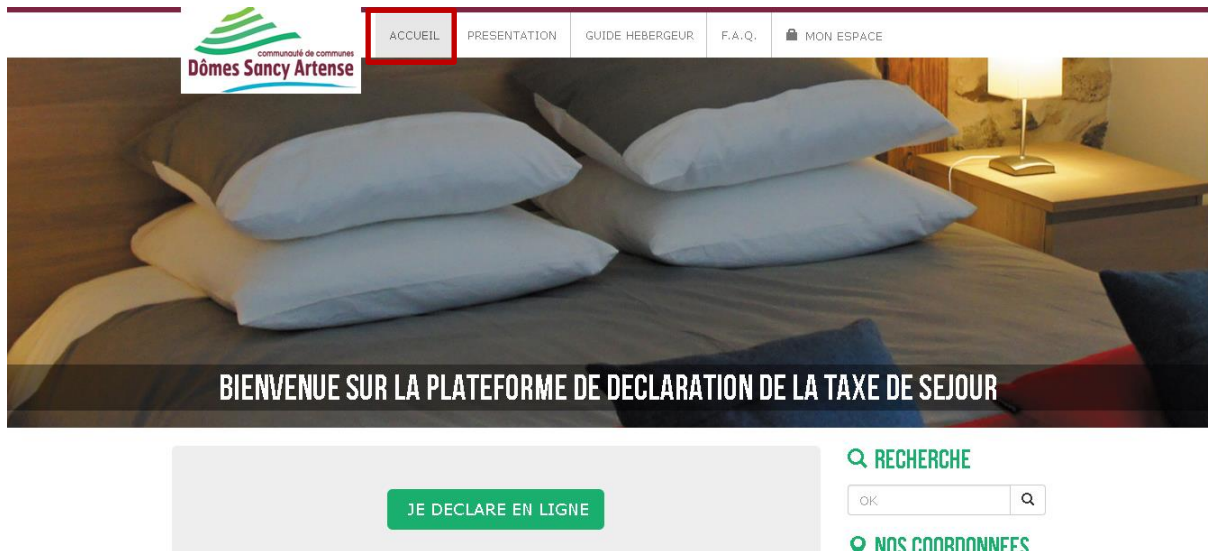 ACCUEIL PRESENTATION GUIDE HEBERGEUR F.A.Q. MON ESPACE
communauté de communes
Dômes Sancy Artense
BIENVENUE SUR LA PLATEFORME DE DECLARATION DE LA TAXE DE SEJOUR
RECHERCHE
JE DECLARE EN LIGNE
OK
NOS COORDONNEES